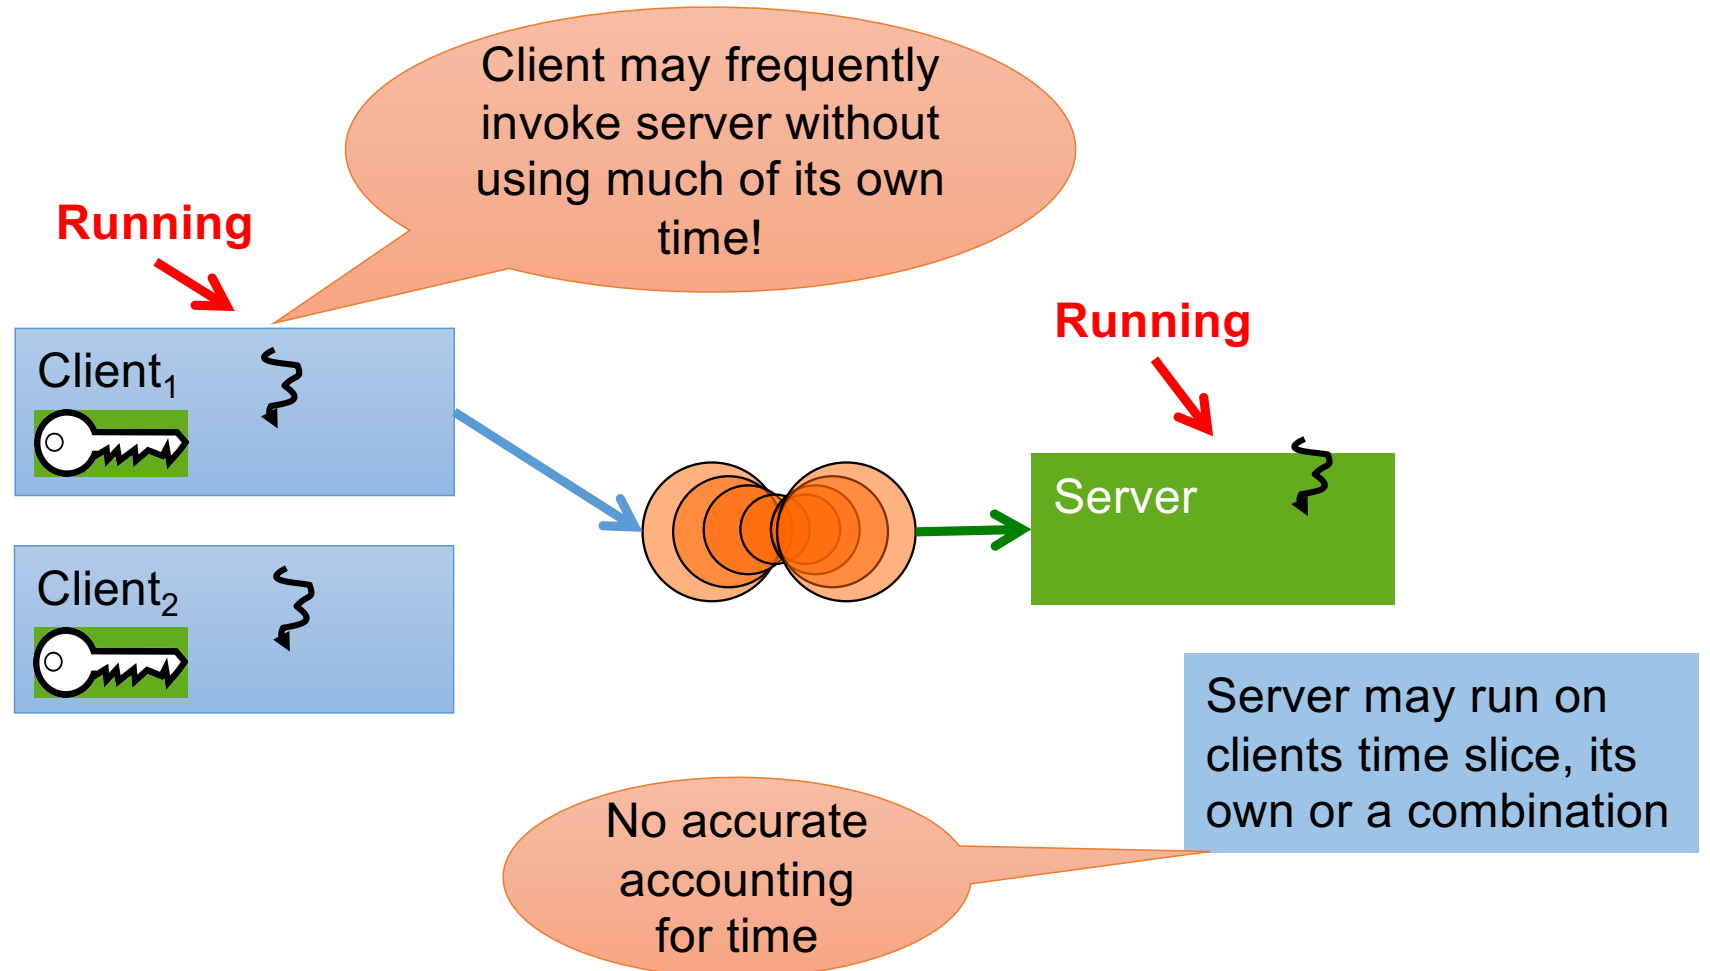 Client may frequently
invoke server without
using much of its own
time!
Running
Running
Client₁
Server
Client₂
Server may run on
clients time slice, its
own or a combination
No accurate
accounting
for time